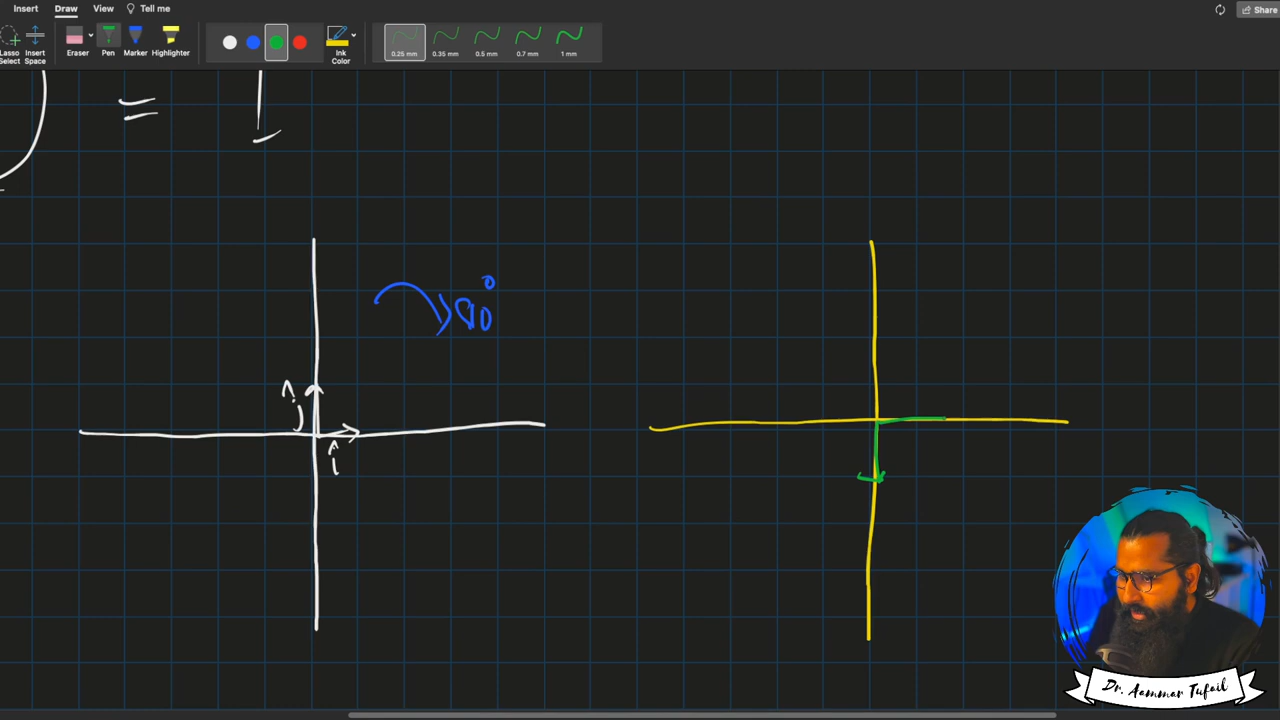 Insert Draw View Tell me Share
Lasso Select Insert Space Eraser Pen Marker Highlighter Ink Color 0.25 mm 0.35 mm 0.5 mm 0.7 mm 1 mm
= 1
90°
ĵ
î
Dr. Aammar Tufail